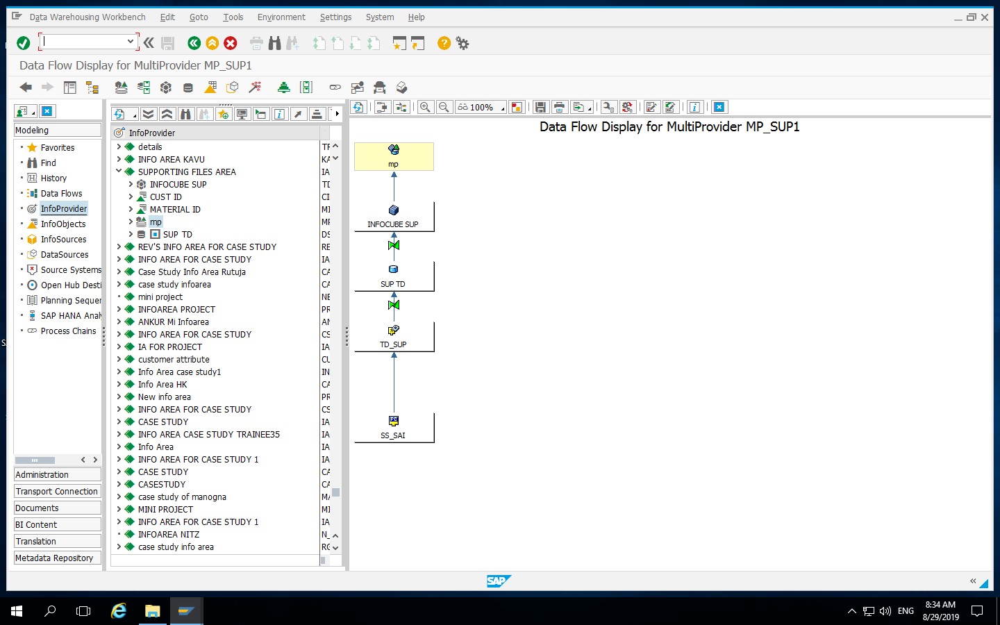 Data Warehousing Workbench Edit Goto Tools Environment Settings System Help
Data Flow Display for MultiProvider MP_SUP1
100%
Modeling
Favorites
Find
History
Data Flows
InfoProvider
InfoObjects
InfoSources
DataSources
Source Systems
Open Hub Desti
Planning Sequer
SAP HANA Anal
Process Chains
Administration
Transport Connection
Documents
BI Content
Translation
Metadata Repository
InfoProvider
details TF
INFO AREA KAVU KA
SUPPORTING FILES AREA IA
INFOCUBE SUP TD
CUST ID CI
MATERIAL ID MI
mp MP
SUP TD DS
REV'S INFO AREA FOR CASE STUDY RE
INFO AREA FOR CASE STUDY IA
Case Study Info Area Rutuja CA
case study infoarea CA
mini project NE
INFOAREA PROJECT PR
ANKUR Mi Infoarea AN
INFO AREA FOR CASE STUDY CS
IA FOR PROJECT IA
customer attribute CU
Info Area case study1 IN
Info Area HK CA
New info area PR
INFO AREA FOR CASE STUDY CS
CASE STUDY IA
INFO AREA CASE STUDY TRAINEE35 IA
Info Area IA
INFO AREA FOR CASE STUDY 1 IA
CASE STUDY CA
CASESTUDY CA
case study of manogna MA
MINI PROJECT MI
INFO AREA FOR CASE STUDY 1 IA
INFOAREA NITZ N_
case study info area RG
Data Flow Display for MultiProvider MP_SUP1
mp
INFOCUBE SUP
SUP TD
TD_SUP
SS_SAI
SAP
ENG
8:34 AM
8/29/2019